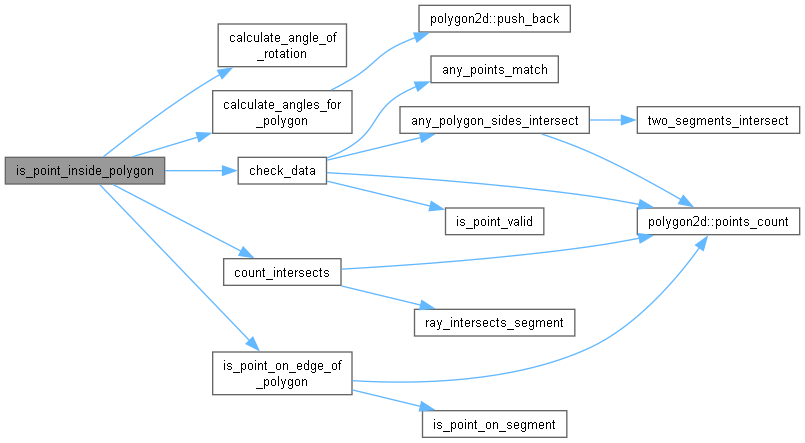 is_point_inside_polygon
calculate_angle_of
_rotation
calculate_angles_for
_polygon
check_data
count_intersects
is_point_on_edge_of
_polygon
polygon2d::push_back
any_points_match
any_polygon_sides_intersect
is_point_valid
ray_intersects_segment
is_point_on_segment
two_segments_intersect
polygon2d::points_count